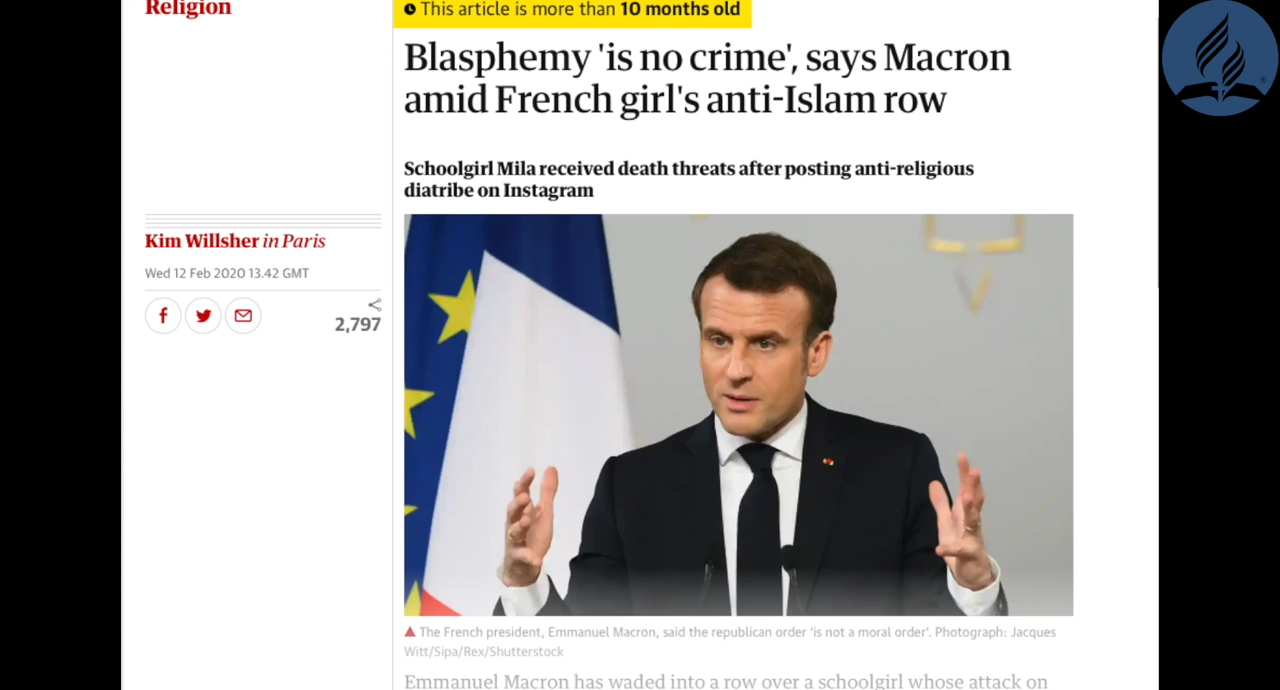 Religion
This article is more than 10 months old
Blasphemy 'is no crime', says Macron
amid French girl's anti-Islam row
Schoolgirl Mila received death threats after posting anti-religious
diatribe on Instagram
Kim Willsher in Paris
Wed 12 Feb 2020 13.42 GMT
2,797
The French president, Emmanuel Macron, said the republican order 'is not a moral order'. Photograph: Jacques
Witt/Sipa/Rex/Shutterstock
Emmanuel Macron has waded into a row over a schoolgirl whose attack on